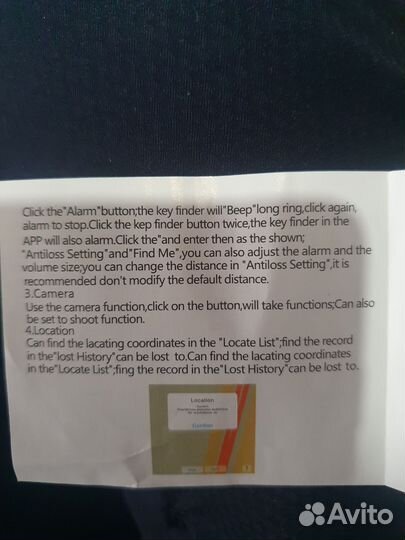 Click the"Alarm"button;the key finder will"Beep"long ring,click again,
alarm to stop.Click the kep finder button twice,the key finder in the
APP will also alarm.Click the"and enter then as the shown;
"Antiloss Setting"and"Find Me",you can also adjust the alarm and the
volume size;you can change the distance in "Antiloss Setting",it is
recommended don't modify the default distance.
3.Camera
Use the camera function,click on the button,will take functions;Can also
be set to shoot function.
4.Location
Can find the lacating coordinates in the "Locate List";find the record
in the"lost History"can be lost to.Can find the lacating coordinates
in the"Locate List";fing the record in the"Lost History"can be lost to.
Location
Avito